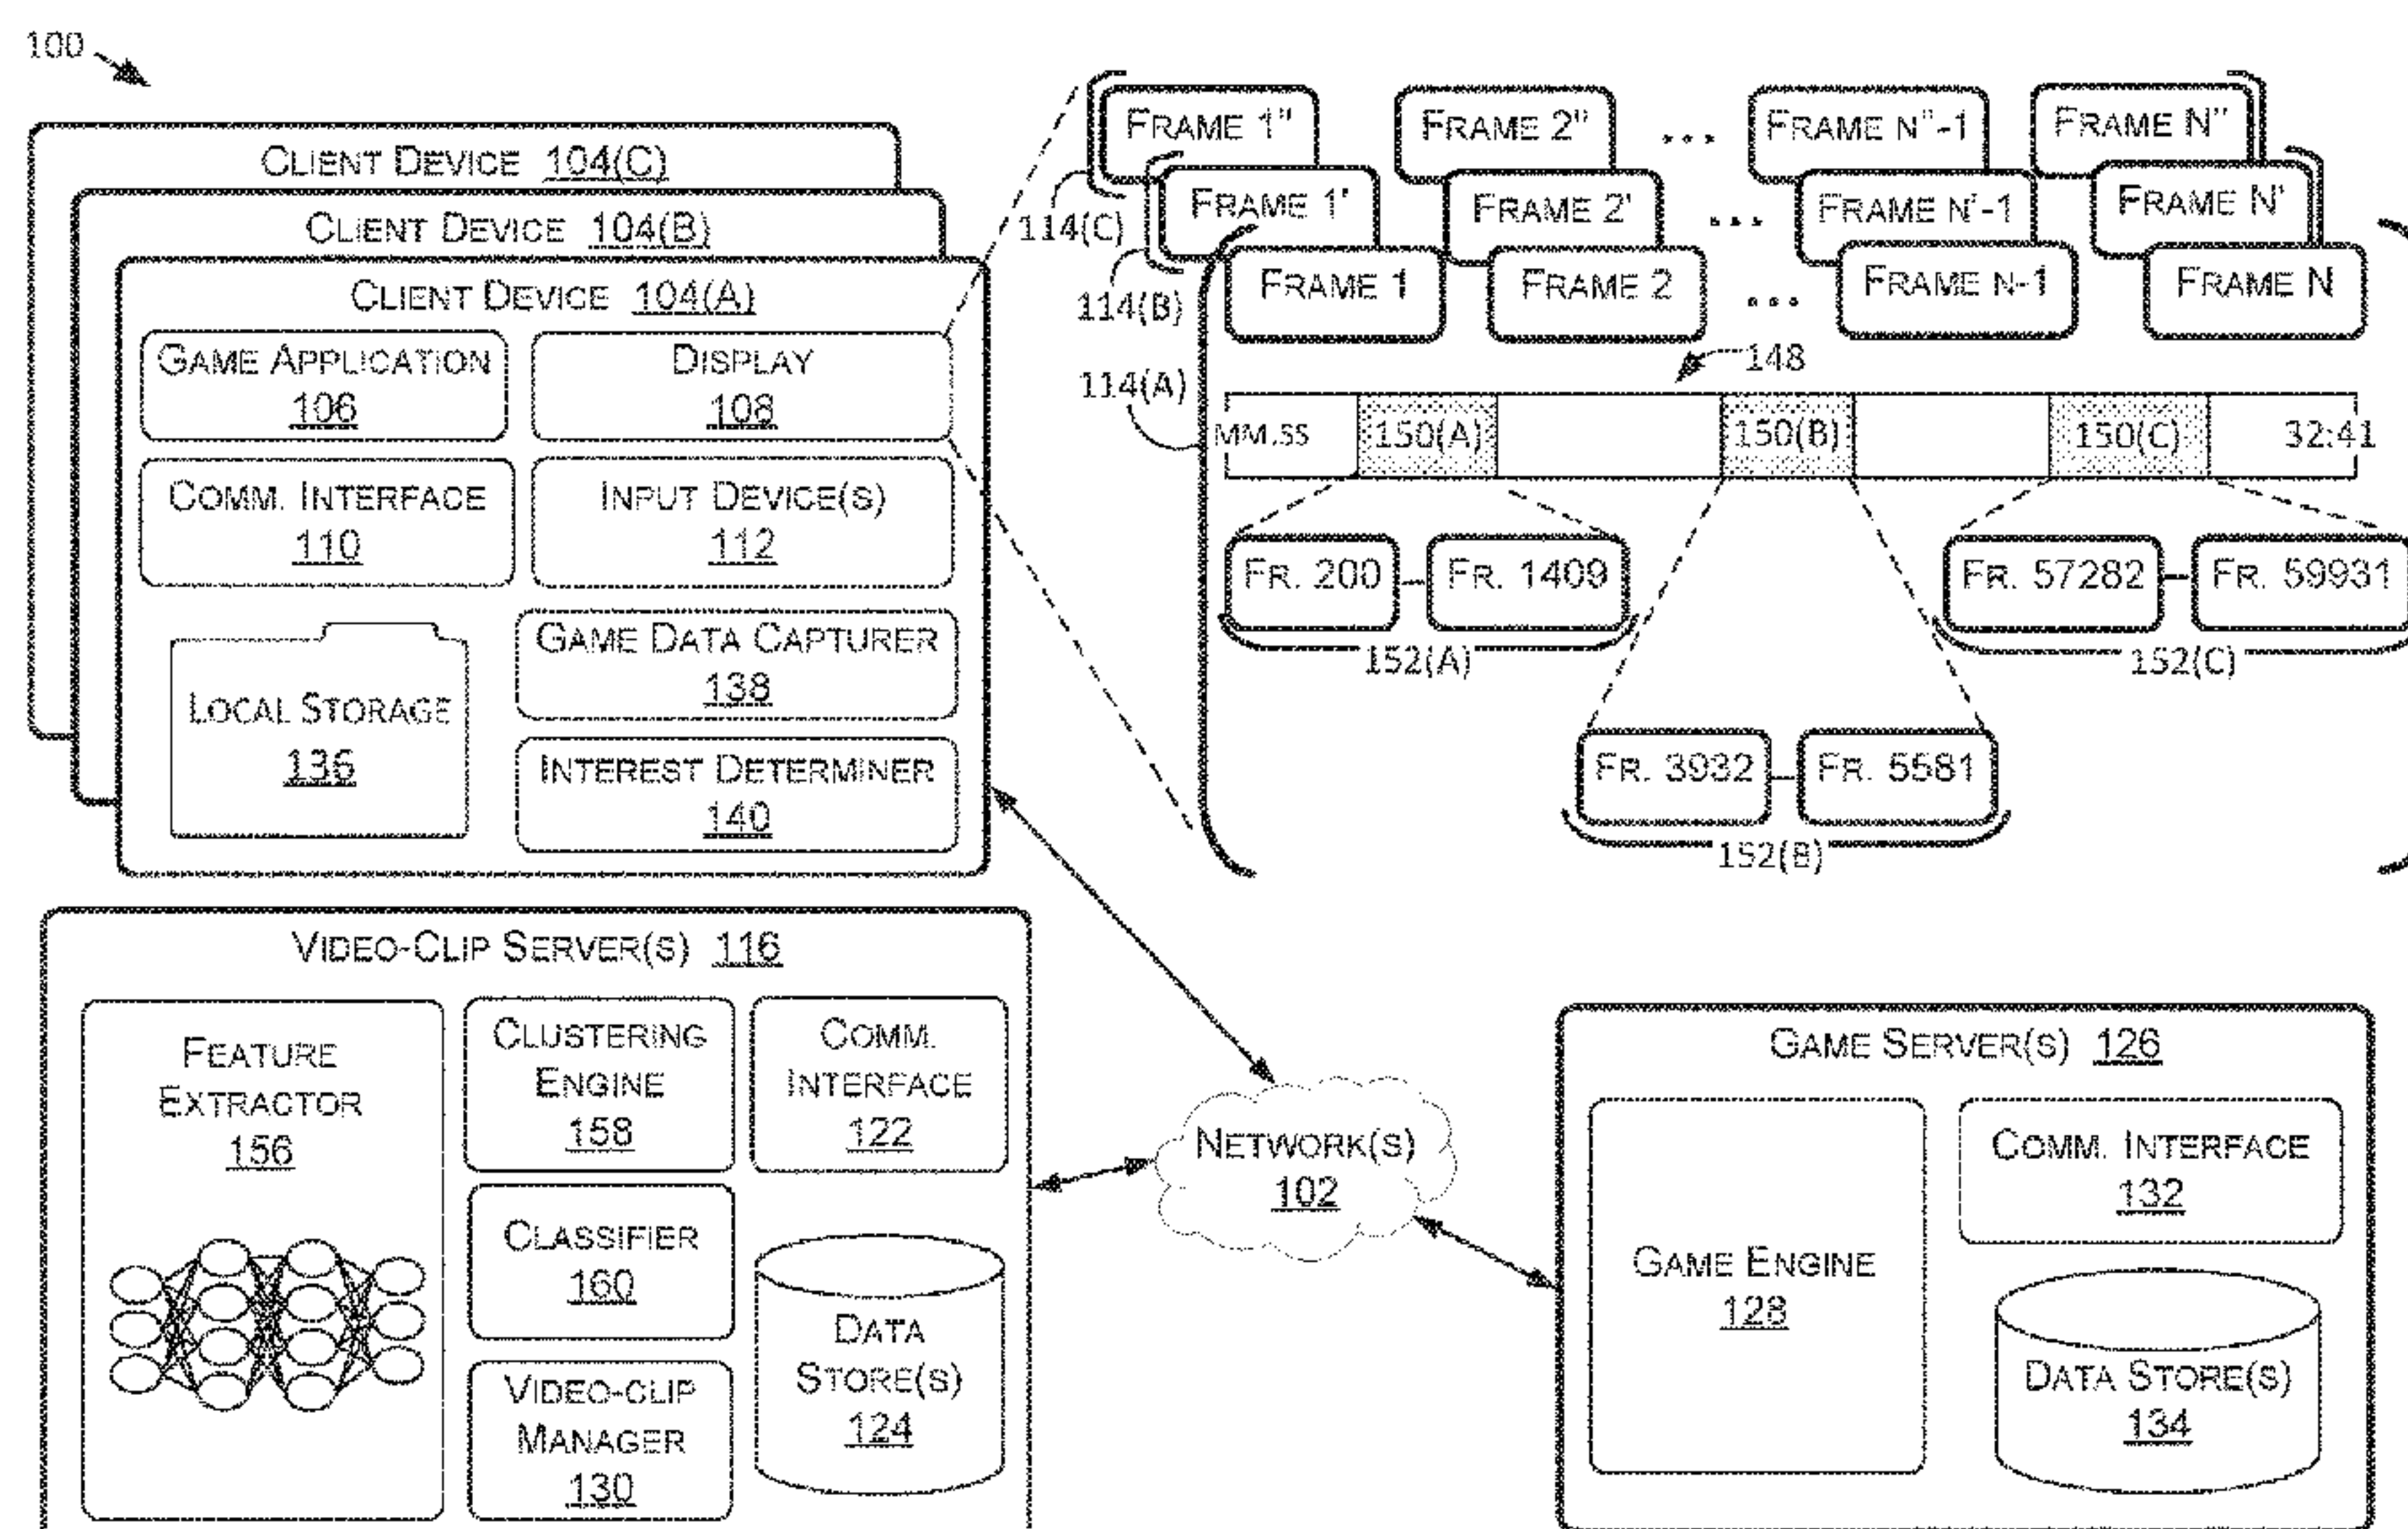 100
CLIENT DEVICE 104(C)
CLIENT DEVICE 104(B)
CLIENT DEVICE 104(A)
GAME APPLICATION
106
DISPLAY
108
COMM. INTERFACE
110
INPUT DEVICE(S)
112
LOCAL STORAGE
136
GAME DATA CAPTURER
138
INTEREST DETERMINER
140
FRAME 1" FRAME 2" ... FRAME N"-1 FRAME N"
114(C)
FRAME 1' FRAME 2' ... FRAME N'-1 FRAME N'
114(B)
FRAME 1 FRAME 2 ... FRAME N-1 FRAME N
114(A)
148
MM.SS 150(A) 150(B) 150(C) 32:41
FR. 200 FR. 1409
152(A)
FR. 57282 FR. 59931
152(C)
FR. 3932 FR. 5581
152(B)
VIDEO-CLIP SERVER(S) 116
FEATURE
EXTRACTOR
156
CLUSTERING
ENGINE
158
COMM.
INTERFACE
122
CLASSIFIER
160
VIDEO-CLIP
MANAGER
130
DATA
STORE(S)
124
NETWORK(S)
102
GAME SERVER(S) 126
GAME ENGINE
128
COMM. INTERFACE
132
DATA STORE(S)
134